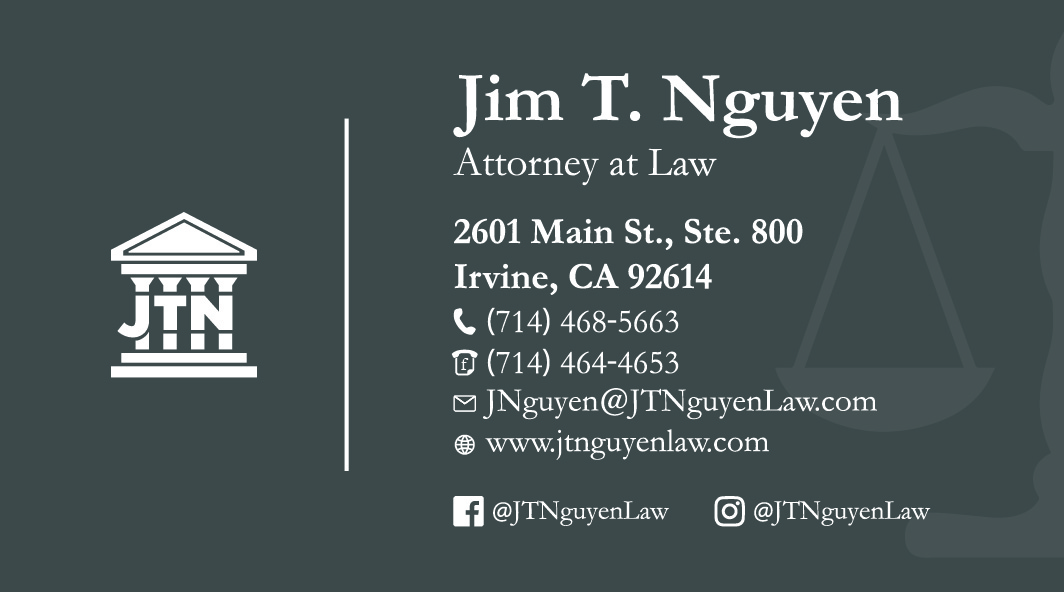 JTN
Jim T. Nguyen
Attorney at Law
2601 Main St., Ste. 800
Irvine, CA 92614
(714) 468-5663
f (714) 464-4653
JNguyen@JTNguyenLaw.com
www.jtnguyenlaw.com
@JTNguyenLaw @JTNguyenLaw